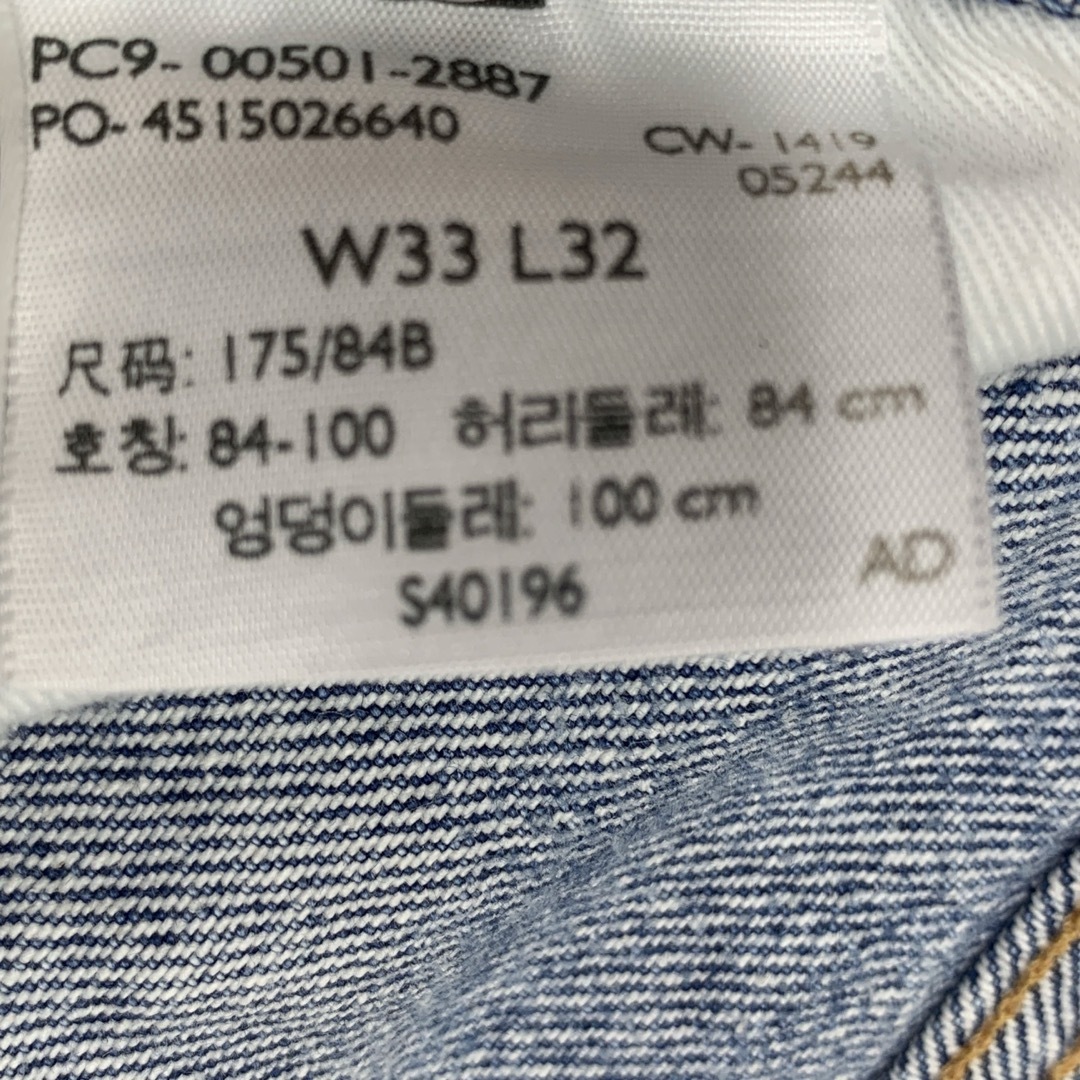 PC9-00501-2887
PO-4515026640
CW-1419
05244
W33 L32
尺码: 175/84B
호칭: 84-100 허리둘레: 84 cm
엉덩이둘레: 100 cm
S40196
AD